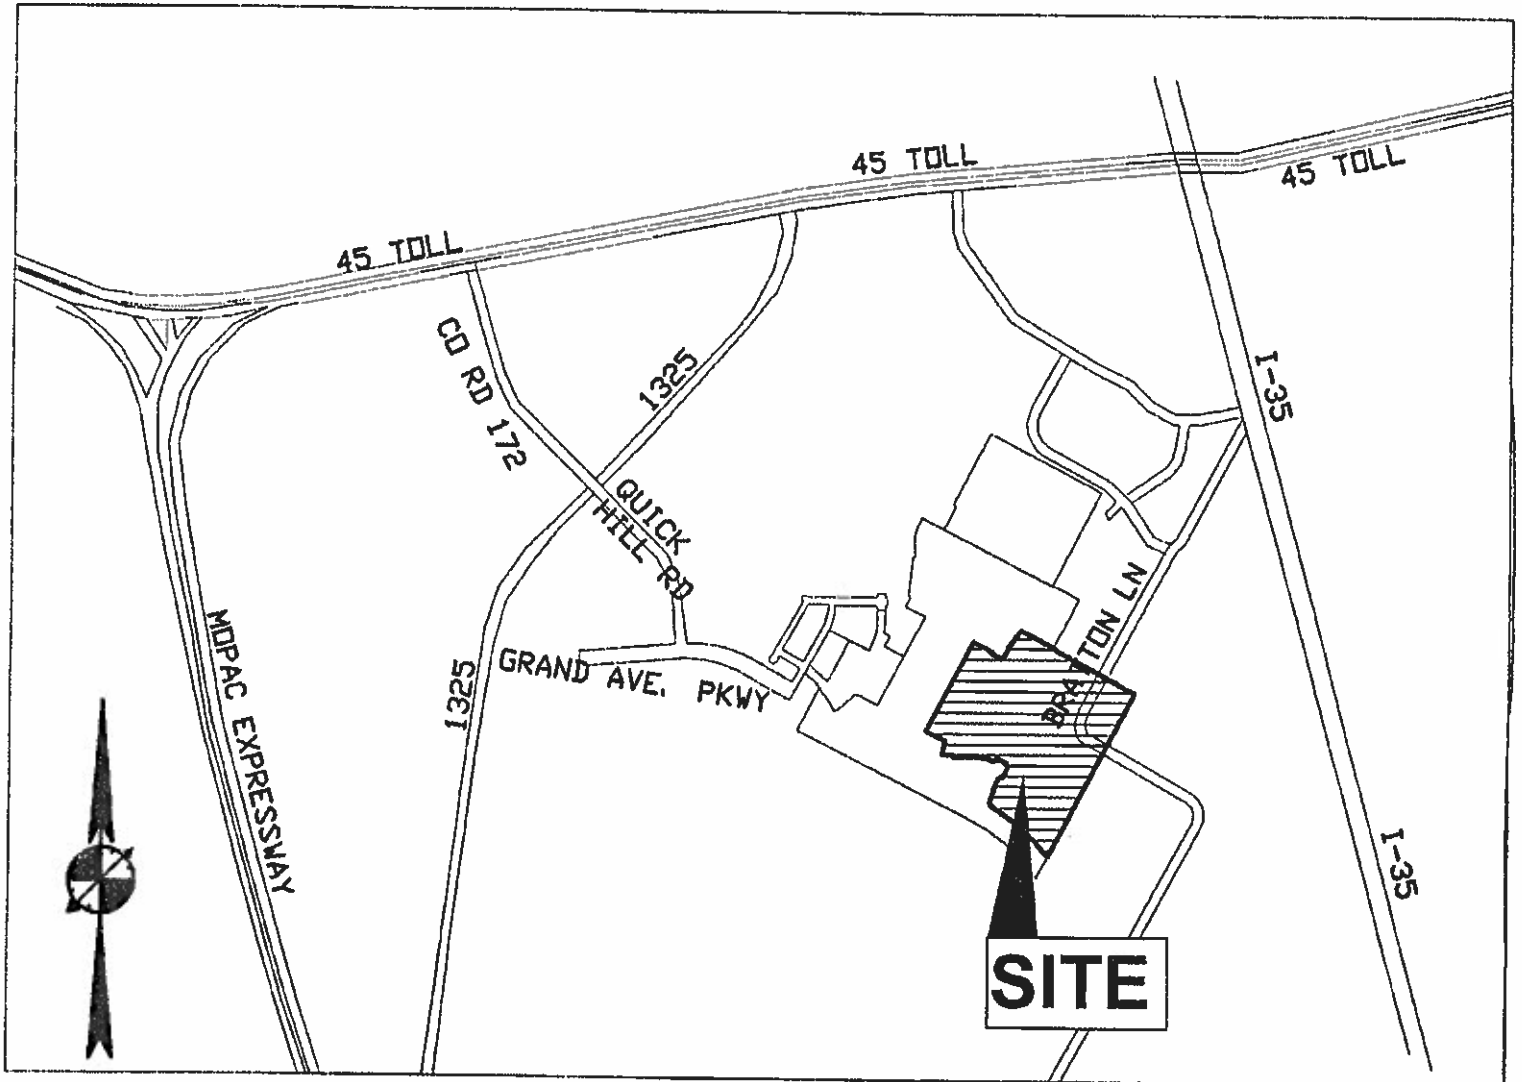 45 TOLL
45 TOLL
45 TOLL
CO RD 172
1325
I-35
QUICK
HILL RD
BRATTON LN
MOPAC EXPRESSWAY
1325
GRAND AVE. PKWY
I-35
SITE